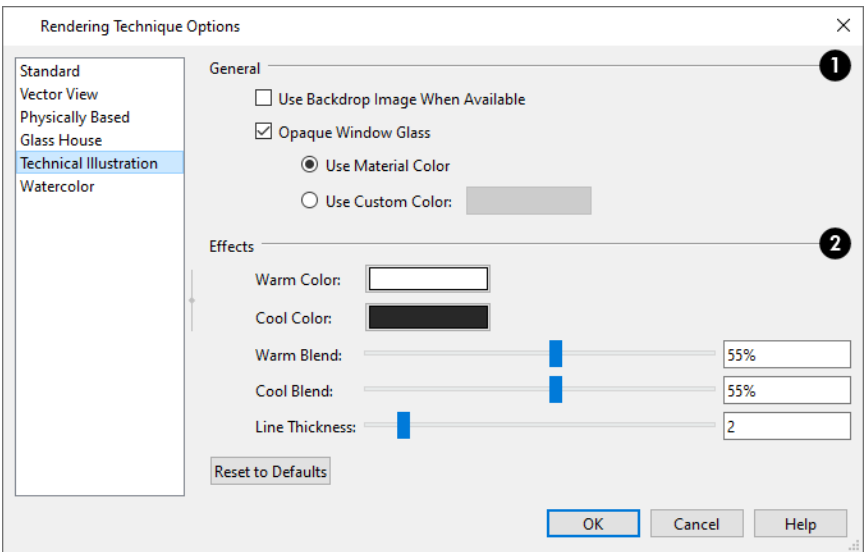 Rendering Technique Options
Standard
Vector View
Physically Based
Glass House
Technical Illustration
Watercolor
General
1
Use Backdrop Image When Available
Opaque Window Glass
Use Material Color
Use Custom Color:
Effects
2
Warm Color:
Cool Color:
Warm Blend: 55%
Cool Blend: 55%
Line Thickness: 2
Reset to Defaults
OK Cancel Help